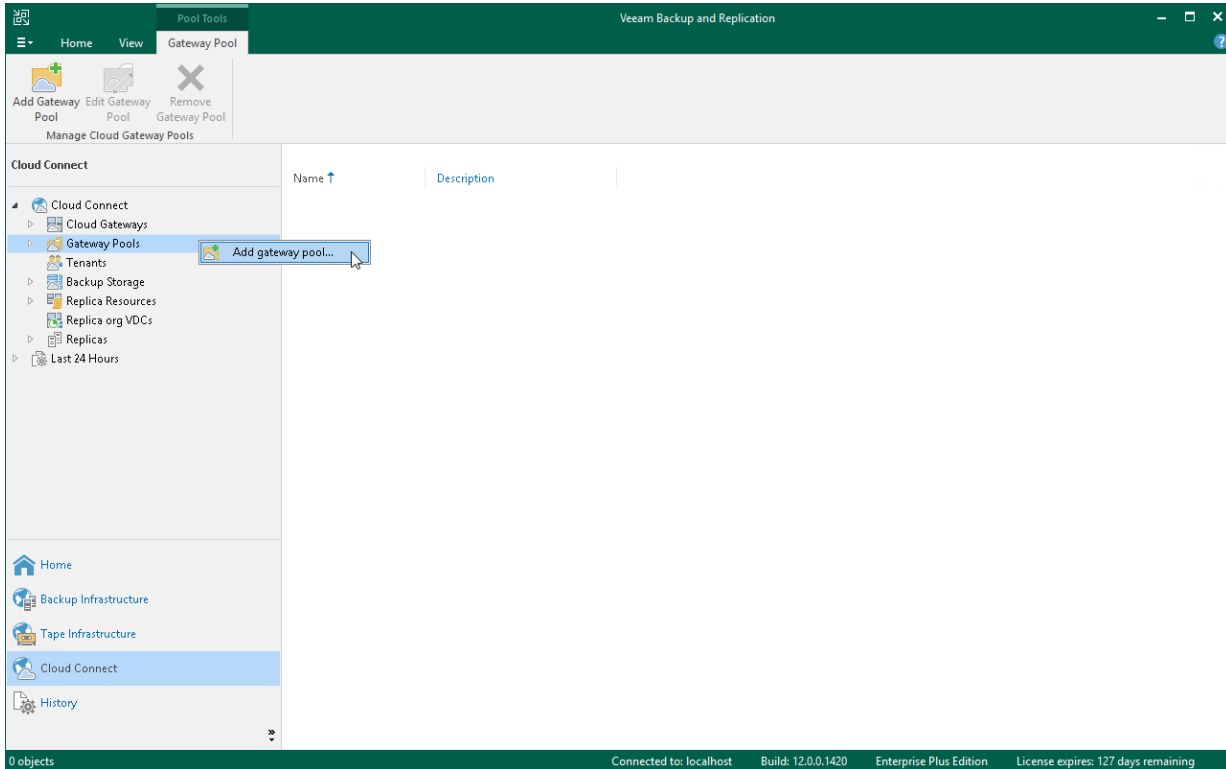 Pool Tools
Veeam Backup and Replication
Home View Gateway Pool
Add Gateway Pool
Edit Gateway Pool
Remove Gateway Pool
Manage Cloud Gateway Pools
Cloud Connect
Name Description
Cloud Connect
Cloud Gateways
Gateway Pools
Add gateway pool...
Tenants
Backup Storage
Replica Resources
Replica org VDCs
Replicas
Last 24 Hours
Home
Backup Infrastructure
Tape Infrastructure
Cloud Connect
History
0 objects Connected to: localhost Build: 12.0.0.1420 Enterprise Plus Edition License expires: 127 days remaining